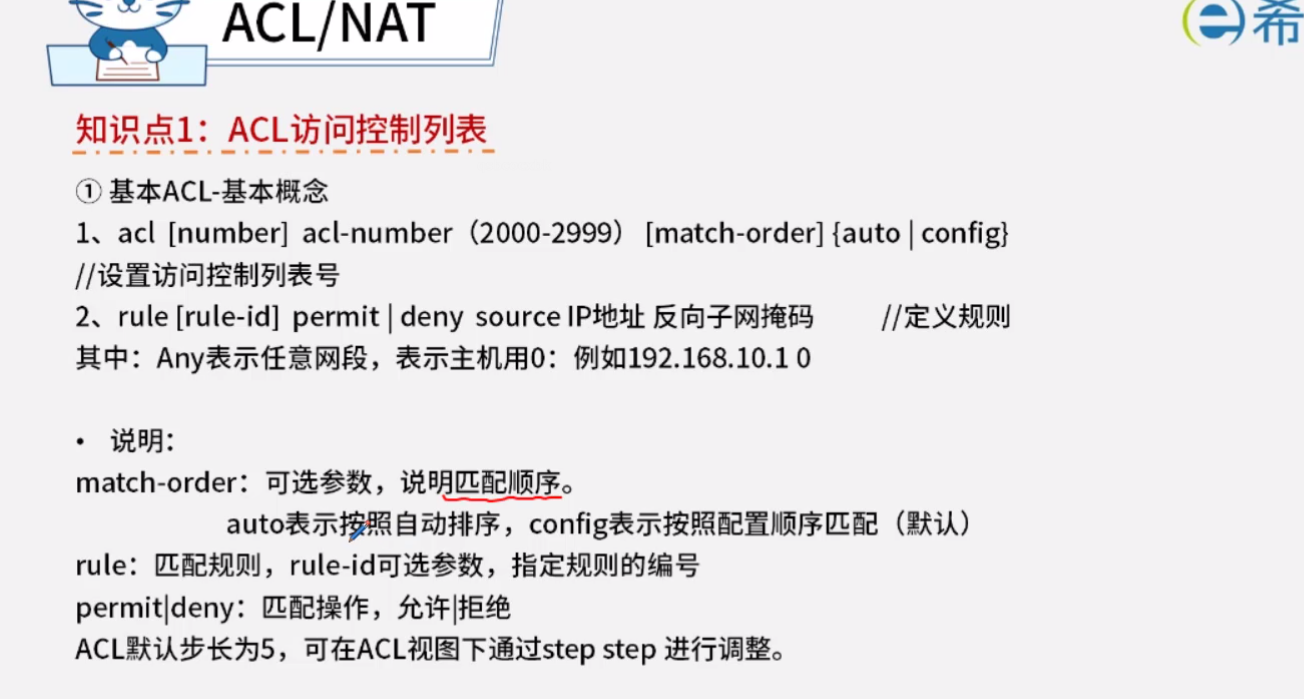 ACL/NAT
希
知识点1：ACL访问控制列表
① 基本ACL-基本概念
1、acl [number] acl-number（2000-2999） [match-order] {auto | config}
//设置访问控制列表号
2、rule [rule-id] permit | deny source IP地址 反向子网掩码 //定义规则
其中：Any表示任意网段，表示主机用0：例如192.168.10.1 0
• 说明：
match-order：可选参数，说明匹配顺序。
auto表示按照自动排序，config表示按照配置顺序匹配（默认）
rule：匹配规则，rule-id可选参数，指定规则的编号
permit|deny：匹配操作，允许|拒绝
ACL默认步长为5，可在ACL视图下通过step step 进行调整。